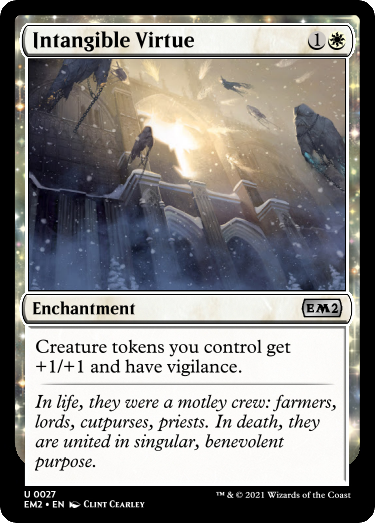 Intangible Virtue 1
Enchantment EM2
Creature tokens you control get
+1/+1 and have vigilance.
In life, they were a motley crew: farmers,
lords, cutpurses, priests. In death, they
are united in singular, benevolent
purpose.
U 0027
EM2 • EN Clint Cearley ™ & © 2021 Wizards of the Coast